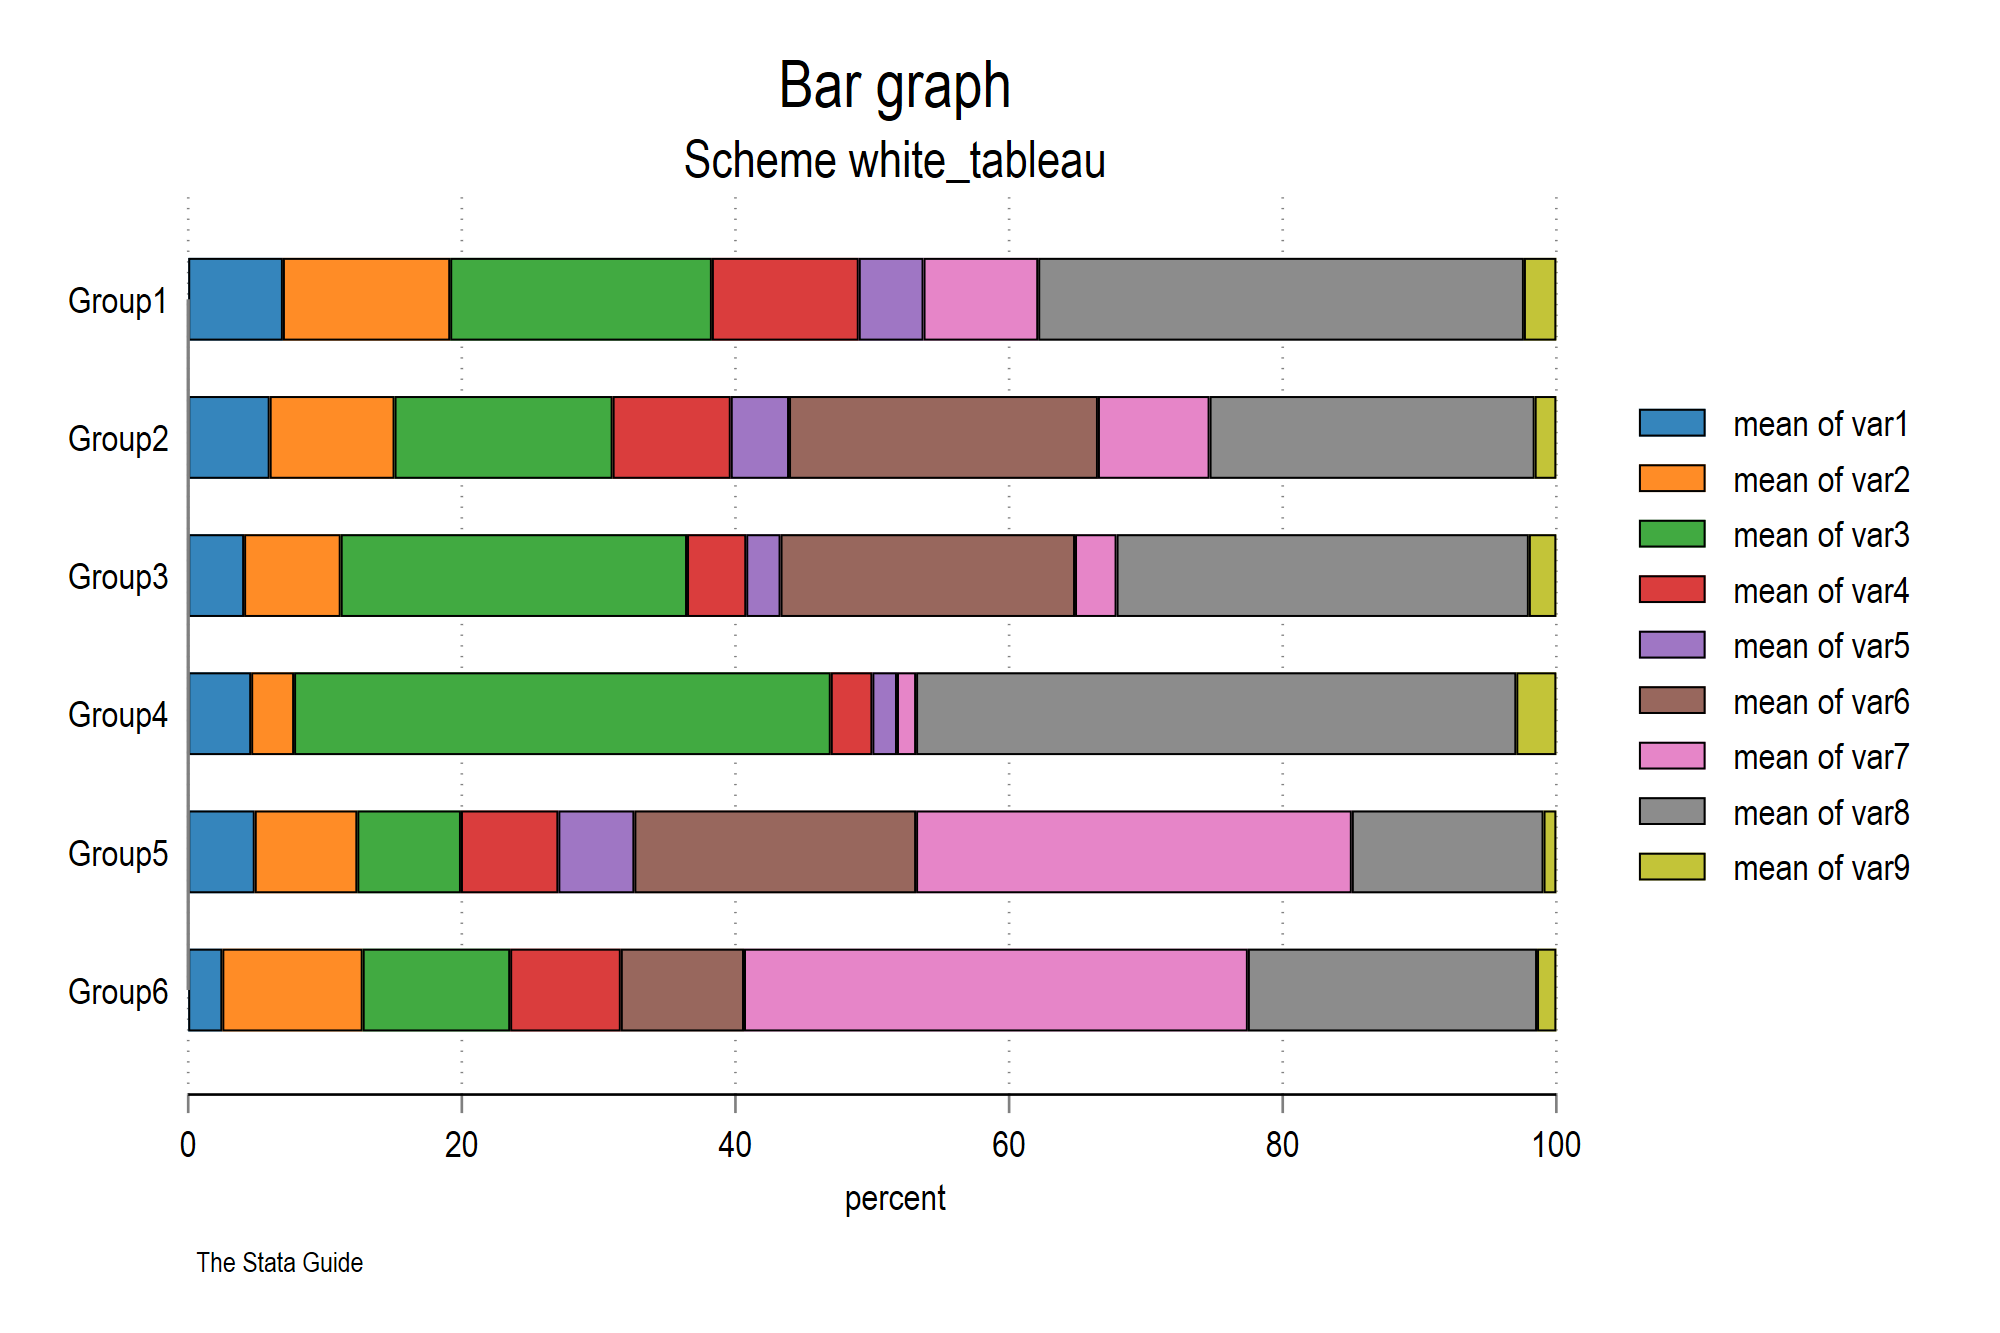 Bar graph
Scheme white_tableau
Group1
Group2
Group3
Group4
Group5
Group6
0 20 40 60 80 100
percent
mean of var1
mean of var2
mean of var3
mean of var4
mean of var5
mean of var6
mean of var7
mean of var8
mean of var9
The Stata Guide